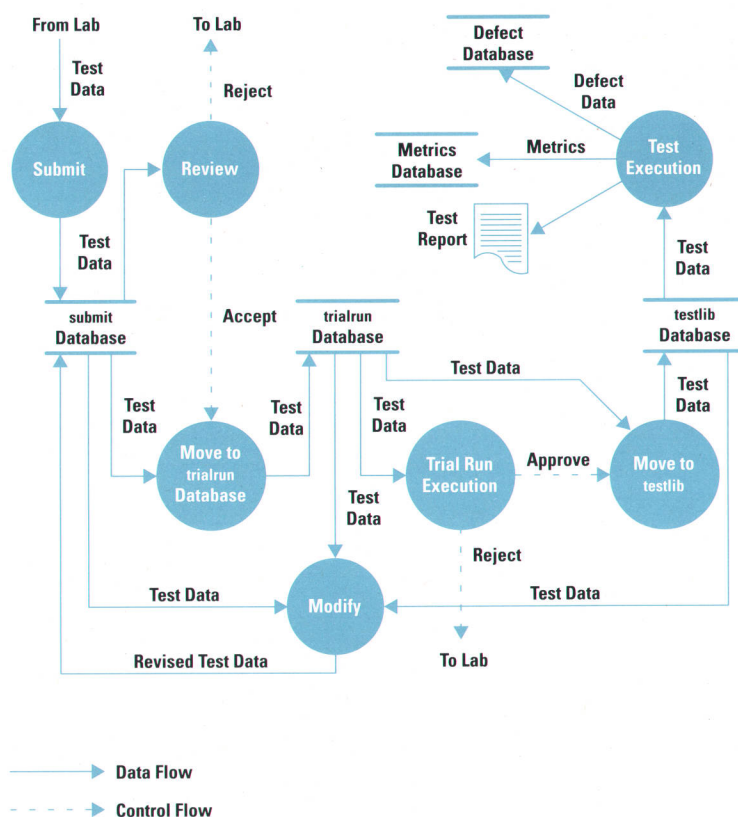 From Lab
To Lab
Defect
Database
Test
Data
Reject
Defect
Data
Submit
Review
Metrics
Database
Metrics
Test
Execution
Test
Report
Test
Data
Test
Data
submit
Database
Accept
trialrun
Database
testlib
Database
Test Data
Test
Data
Test
Data
Test
Data
Test
Data
Move to
trialrun
Database
Trial Run
Execution
Approve
Move to
testlib
Test
Data
Reject
Test Data
Modify
Test Data
Revised Test Data
To Lab
Data Flow
Control Flow